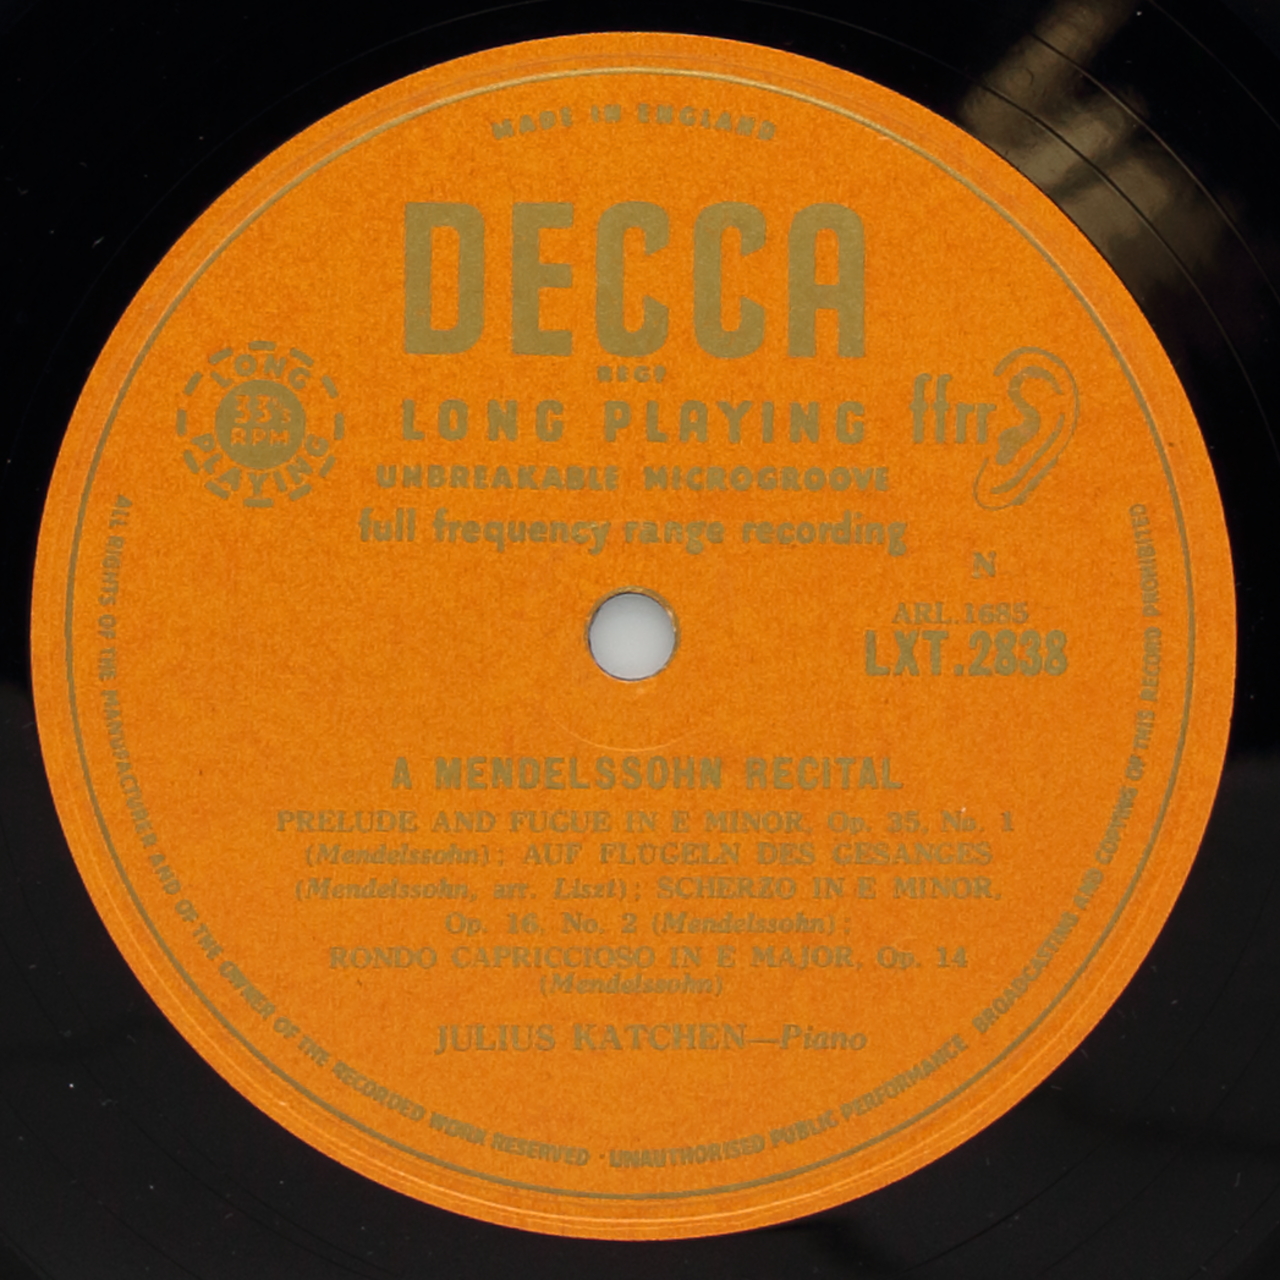 MADE IN ENGLAND
DECCA
REGD
LONG PLAYING
33⅓ RPM
LONG PLAYING
ffrr
UNBREAKABLE MICROGROOVE
full frequency range recording
N
ARL.1685
LXT.2838
A MENDELSSOHN RECITAL
PRELUDE AND FUGUE IN E MINOR, Op. 35, No. 1
(Mendelssohn); AUF FLÜGELN DES GESANGES
(Mendelssohn, arr. Liszt); SCHERZO IN E MINOR,
Op. 16, No. 2 (Mendelssohn);
RONDO CAPRICCIOSO IN E MAJOR, Op. 14
(Mendelssohn)
JULIUS KATCHEN—Piano
ALL RIGHTS OF THE MANUFACTURER AND OF THE OWNER OF THE RECORDED WORK RESERVED · UNAUTHORISED PUBLIC PERFORMANCE BROADCASTING AND COPYING OF THIS RECORD PROHIBITED